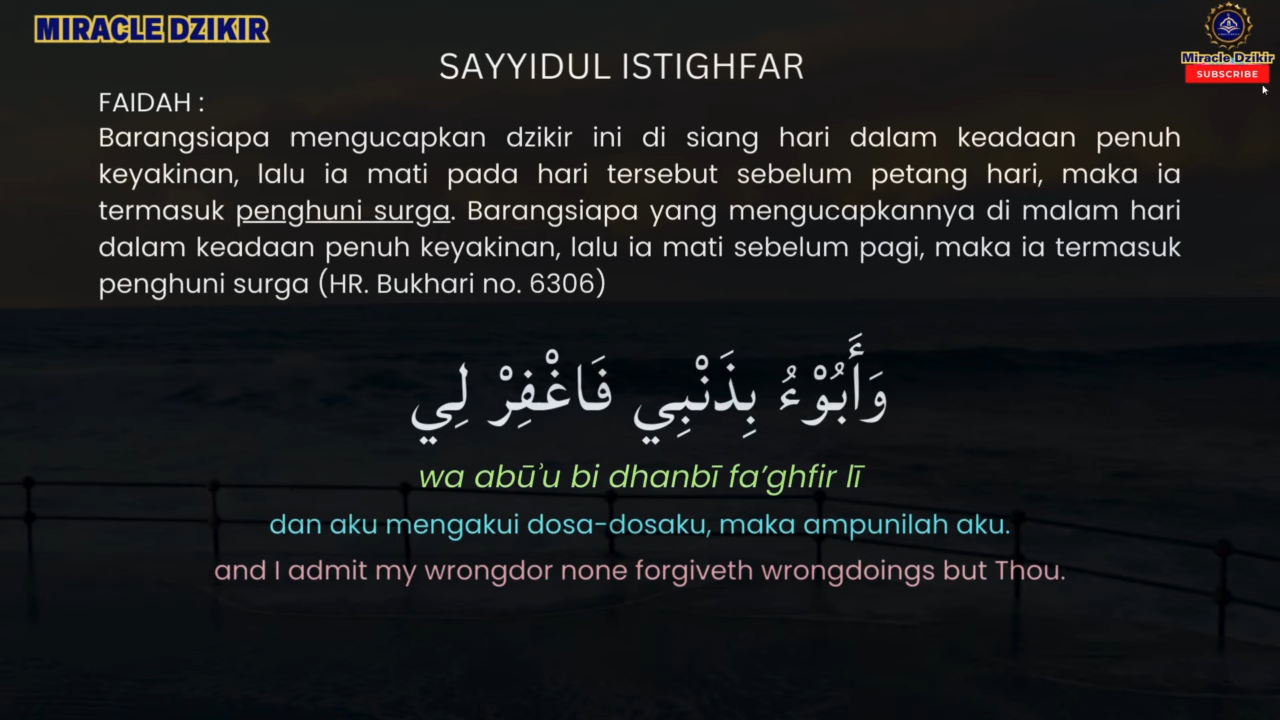 MIRACLE DZIKIR
Miracle Dzikir
SUBSCRIBE
SAYYIDUL ISTIGHFAR
FAIDAH :
Barangsiapa mengucapkan dzikir ini di siang hari dalam keadaan penuh
keyakinan, lalu ia mati pada hari tersebut sebelum petang hari, maka ia
termasuk penghuni surga. Barangsiapa yang mengucapkannya di malam hari
dalam keadaan penuh keyakinan, lalu ia mati sebelum pagi, maka ia termasuk
penghuni surga (HR. Bukhari no. 6306)
وَأَبُوْءُ بِذَنْبِي فَاغْفِرْ لِي
wa abūʾu bi dhanbī fa’ghfir lī
dan aku mengakui dosa-dosaku, maka ampunilah aku.
and I admit my wrongdor none forgiveth wrongdoings but Thou.